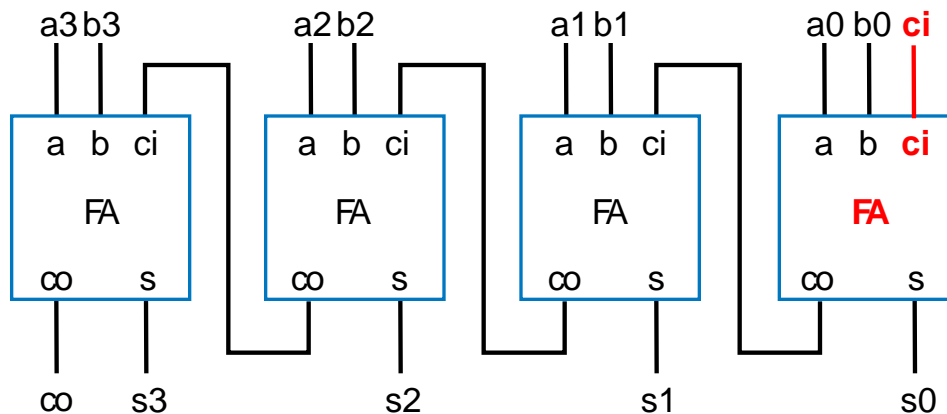 a3 b3 a2 b2 a1 b1 a0 b0 ci
a b ci a b ci a b ci a b ci
FA FA FA FA
co s co s co s co s
co s3 s2 s1 s0